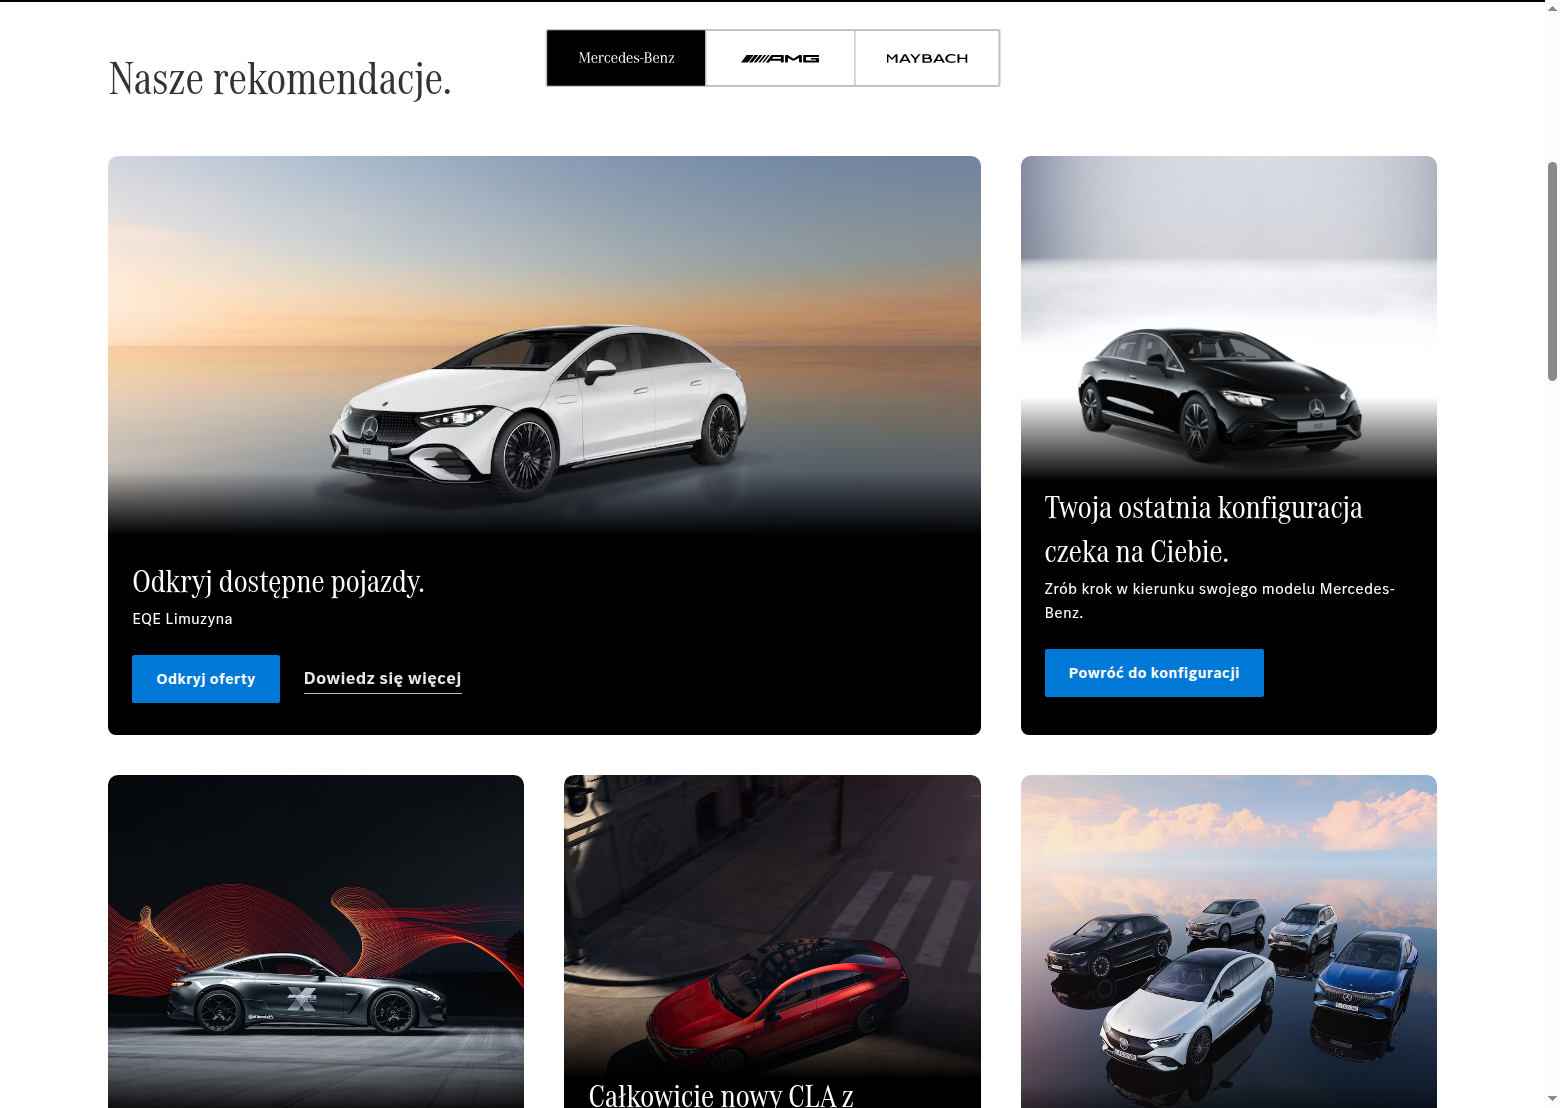 Nasze rekomendacje.
Mercedes-Benz
AMG
MAYBACH
Odkryj dostępne pojazdy.
EQE Limuzyna
Odkryj oferty
Dowiedz się więcej
Twoja ostatnia konfiguracja
czeka na Ciebie.
Zrób krok w kierunku swojego modelu Mercedes-
Benz.
Powróć do konfiguracji
Całkowicie nowy CLA z